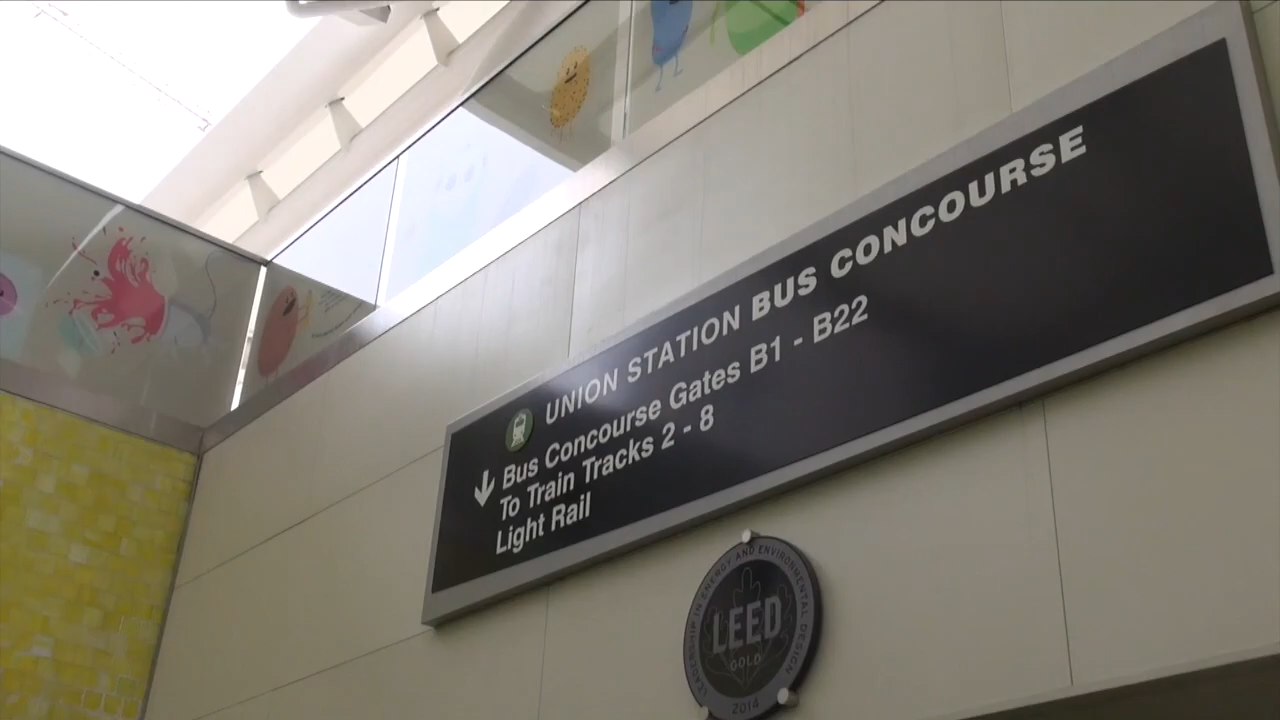 UNION STATION BUS CONCOURSE
Bus Concourse Gates B1 - B22
To Train Tracks 2 - 8
Light Rail
LEADERSHIP IN ENERGY AND ENVIRONMENTAL DESIGN
LEED
GOLD
2014